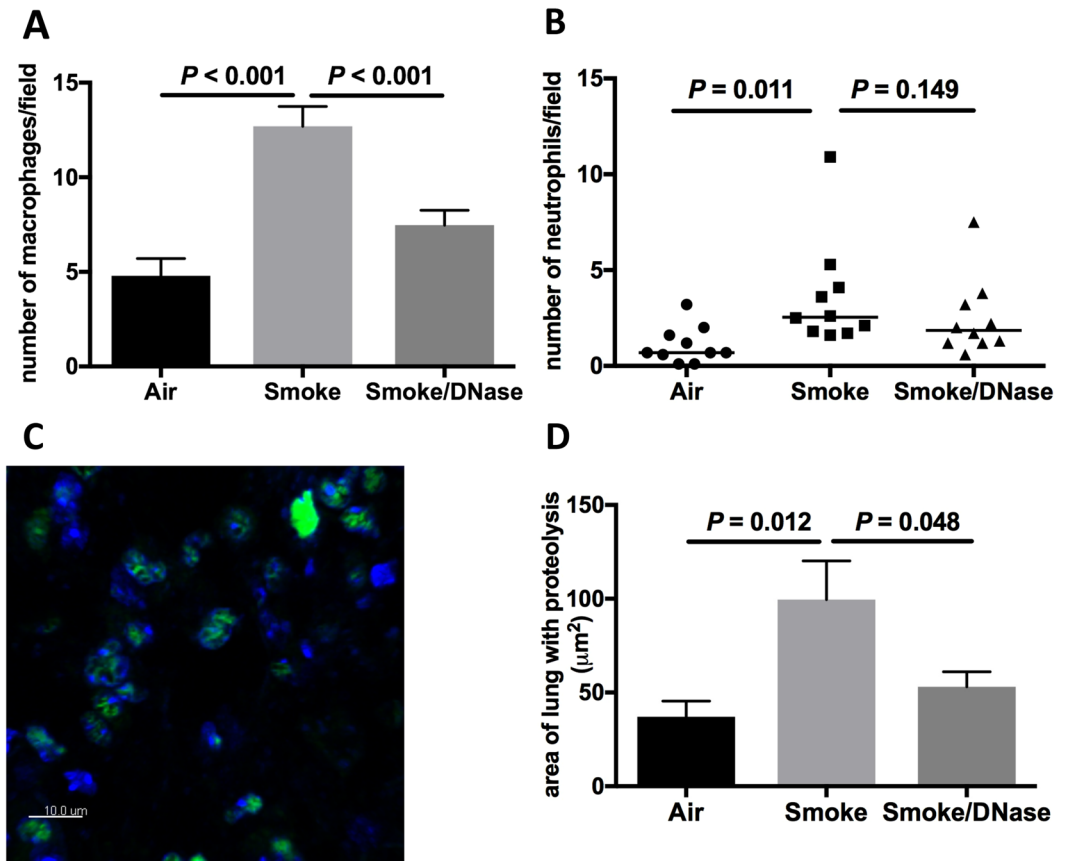 A
number of macrophages/field
15
10
5
0
P < 0.001
P < 0.001
Air
Smoke
Smoke/DNase
B
number of neutrophils/field
15
10
5
0
P = 0.011
P = 0.149
Air
Smoke
Smoke/DNase
C
10.0 um
D
area of lung with proteolysis
(μm²)
150
100
50
0
P = 0.012
P = 0.048
Air
Smoke
Smoke/DNase